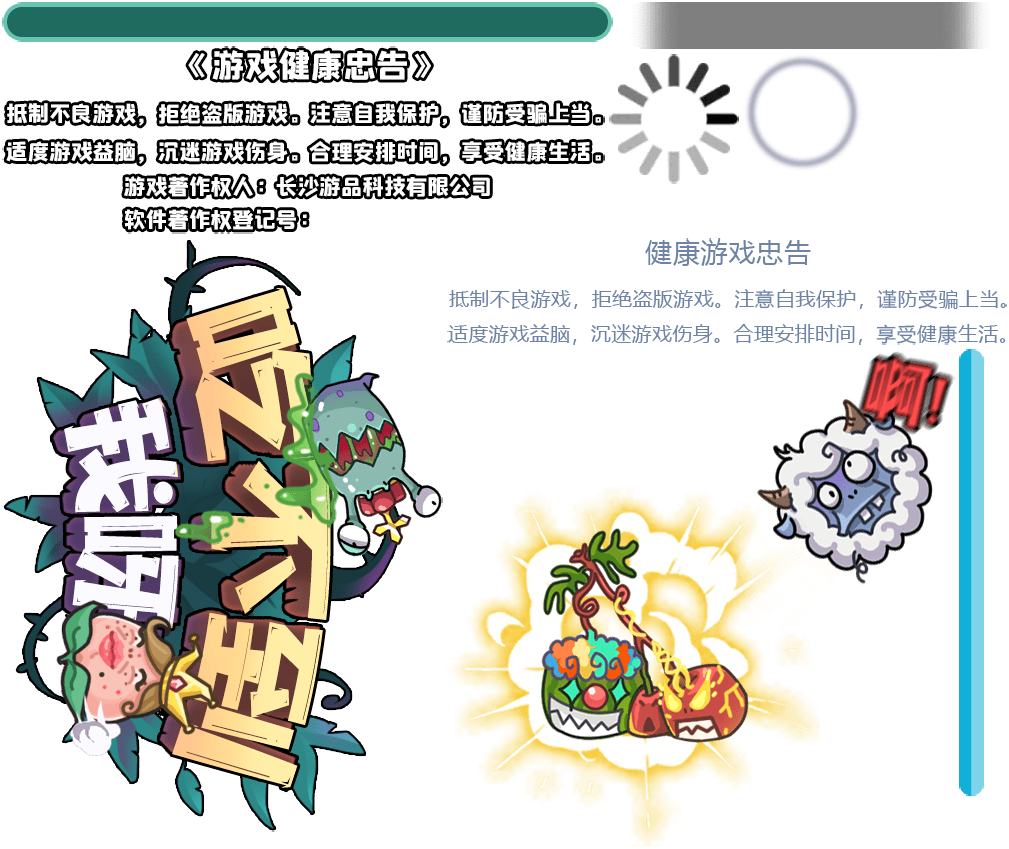 《游戏健康忠告》
抵制不良游戏，拒绝盗版游戏。注意自我保护，谨防受骗上当。
适度游戏益脑，沉迷游戏伤身。合理安排时间，享受健康生活。
游戏著作权人：长沙游品科技有限公司
软件著作权登记号：
健康游戏忠告
抵制不良游戏，拒绝盗版游戏。注意自我保护，谨防受骗上当。
适度游戏益脑，沉迷游戏伤身。合理安排时间，享受健康生活。
啊！
吃不到
我呀